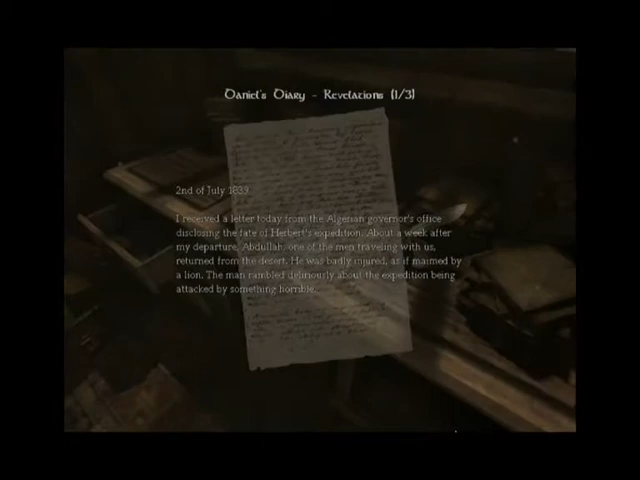 Daniel's Diary - Revelations (1/3)
2nd of July 1839
I received a letter today from the Algerian governor's office
disclosing the fate of Herbert's expedition. About a week after
my departure, Abdullah, one of the men traveling with us,
returned from the desert. He was badly injured, as if maimed by
a lion. The man rambled deliriously about the expedition being
attacked by something horrible.